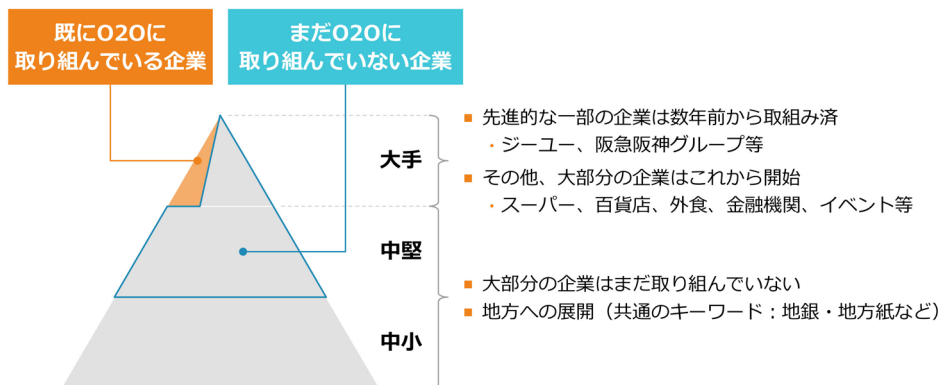 既にO2Oに
取り組んでいる企業
まだO2Oに
取り組んでいない企業
大手
中堅
中小
■ 先進的な一部の企業は数年前から取組み済
・ジーユー、阪急阪神グループ等
■ その他、大部分の企業はこれから開始
・スーパー、百貨店、外食、金融機関、イベント等
■ 大部分の企業はまだ取り組んでいない
■ 地方への展開（共通のキーワード：地銀・地方紙など）